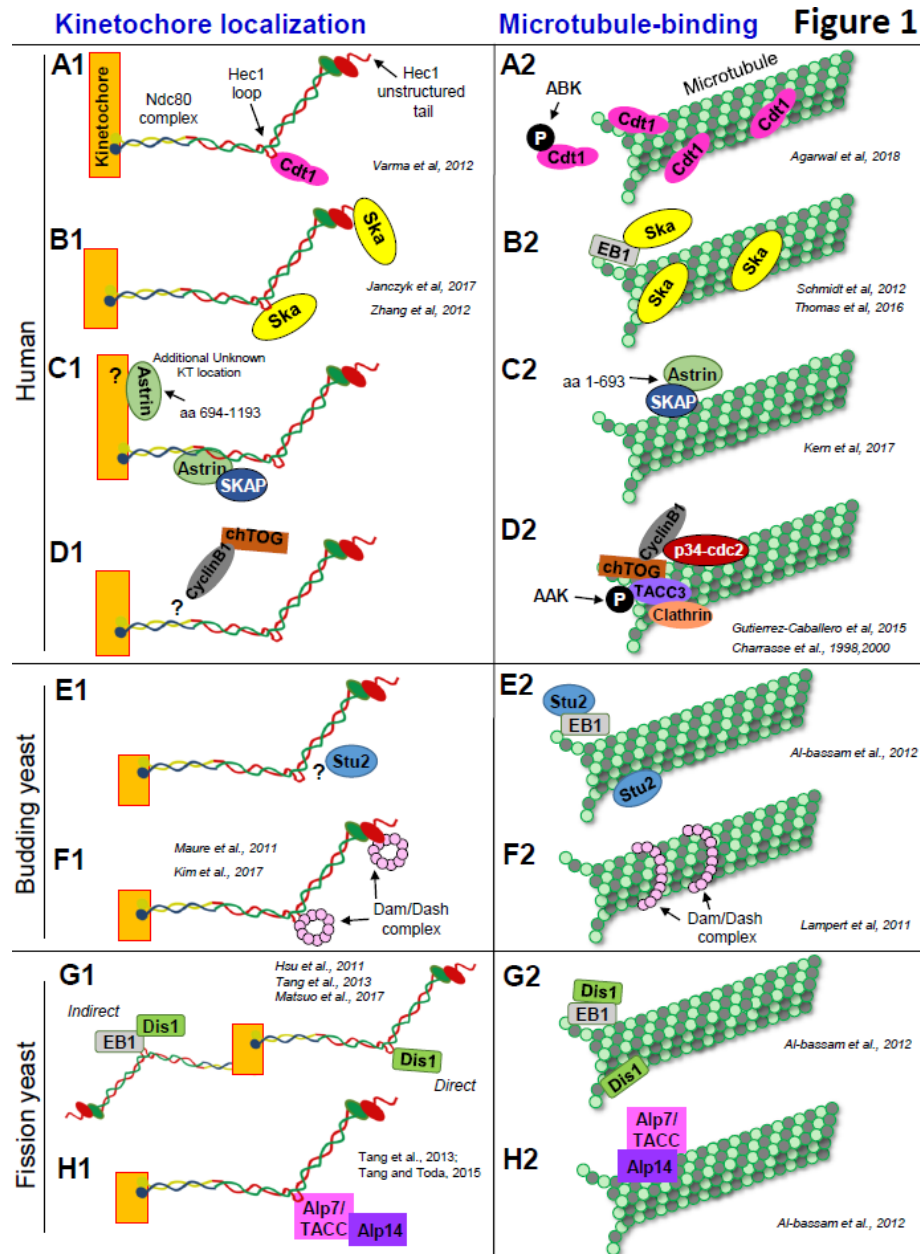 Kinetochore localization
Microtubule-binding
Figure 1
Human
A1
Kinetochore
Ndc80
complex
Hec1
loop
Hec1
unstructured
tail
Cdt1
Varma et al, 2012
A2
ABK
P
Cdt1
Microtubule
Cdt1
Cdt1
Cdt1
Agarwal et al, 2018
B1
Ska
Ska
Janczyk et al, 2017
Zhang et al, 2012
B2
Ska
EB1
Ska
Ska
Schmidt et al, 2012
Thomas et al, 2016
C1
?
Astrin
Additional Unknown
KT location
aa 694-1193
Astrin
SKAP
C2
aa 1-693
Astrin
SKAP
Kern et al, 2017
D1
chTOG
CyclinB1
?
D2
CyclinB1
p34-cdc2
chTOG
AAK
P
TACC3
Clathrin
Gutierrez-Caballero et al, 2015
Charrasse et al., 1998,2000
Budding yeast
E1
?
Stu2
E2
Stu2
EB1
Stu2
Al-bassam et al., 2012
F1
Maure et al., 2011
Kim et al., 2017
Dam/Dash
complex
F2
Dam/Dash
complex
Lampert et al, 2011
Fission yeast
G1
Hsu et al., 2011
Tang et al., 2013
Matsuo et al., 2017
Indirect
Dis1
EB1
Dis1
Direct
G2
Dis1
EB1
Dis1
Al-bassam et al., 2012
H1
Tang et al., 2013;
Tang and Toda, 2015
Alp7/
TACC
Alp14
H2
Alp7/
TACC
Alp14
Al-bassam et al., 2012